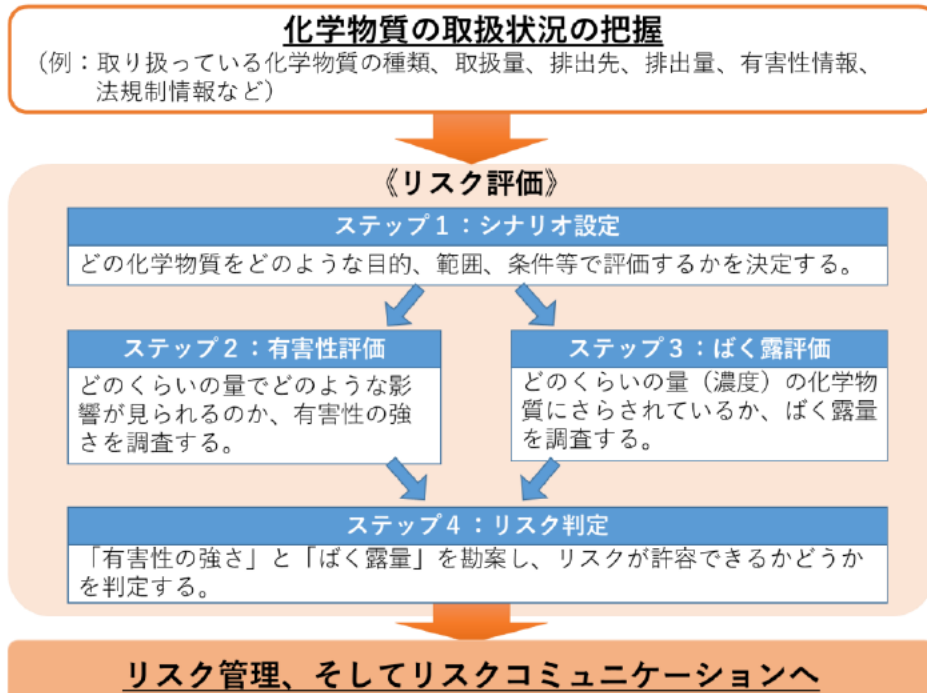 化学物質の取扱状況の把握
（例：取り扱っている化学物質の種類、取扱量、排出先、排出量、有害性情報、
法規制情報など）
《リスク評価》
ステップ１：シナリオ設定
どの化学物質をどのような目的、範囲、条件等で評価するかを決定する。
ステップ２：有害性評価
どのくらいの量でどのような影
響が見られるのか、有害性の強
さを調査する。
ステップ３：ばく露評価
どのくらいの量（濃度）の化学物
質にさらされているか、ばく露量
を調査する。
ステップ４：リスク判定
「有害性の強さ」と「ばく露量」を勘案し、リスクが許容できるかどうか
を判定する。
リスク管理、そしてリスクコミュニケーションへ